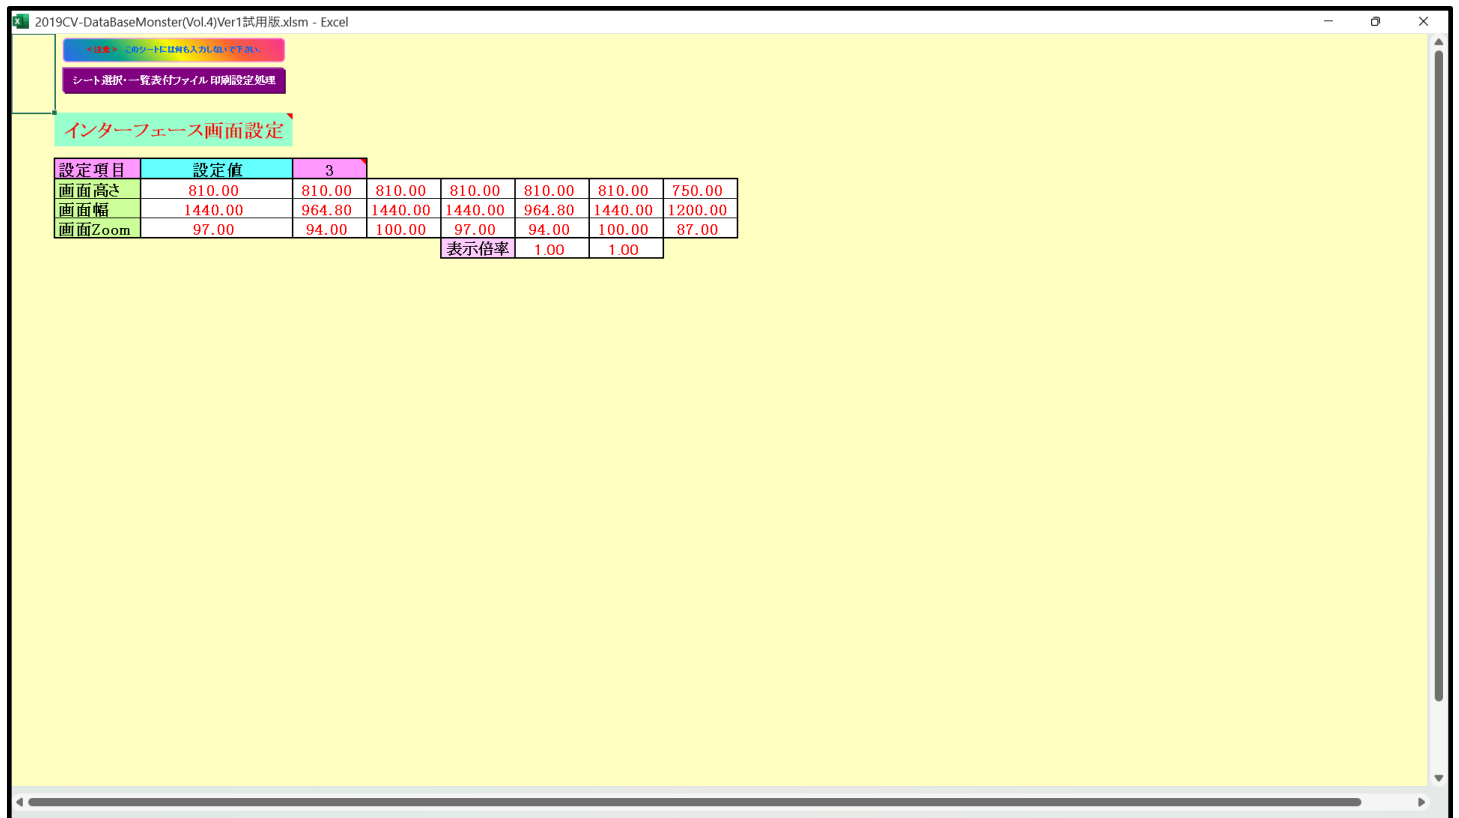 2019CV-DataBaseMonster(Vol.4)Ver1試用版.xlsm - Excel
<注意> このシートには何も入力しないで下さい.
シート選択・一覧表付ファイル印刷設定処理
インターフェース画面設定
設定項目 設定値 3
画面高さ 810.00 810.00 810.00 810.00 810.00 810.00 750.00
画面幅 1440.00 964.80 1440.00 1440.00 964.80 1440.00 1200.00
画面Zoom 97.00 94.00 100.00 97.00 94.00 100.00 87.00
表示倍率 1.00 1.00